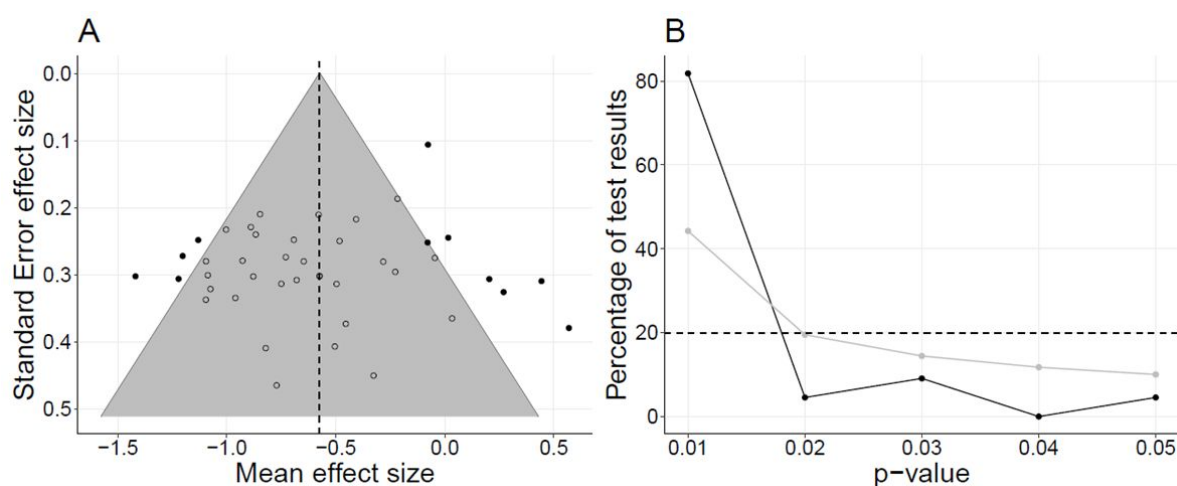 A
Standard Error effect size
0.0
0.1
0.2
0.3
0.4
0.5
−1.5 −1.0 −0.5 0.0 0.5
Mean effect size
B
Percentage of test results
80
60
40
20
0
0.01 0.02 0.03 0.04 0.05
p−value